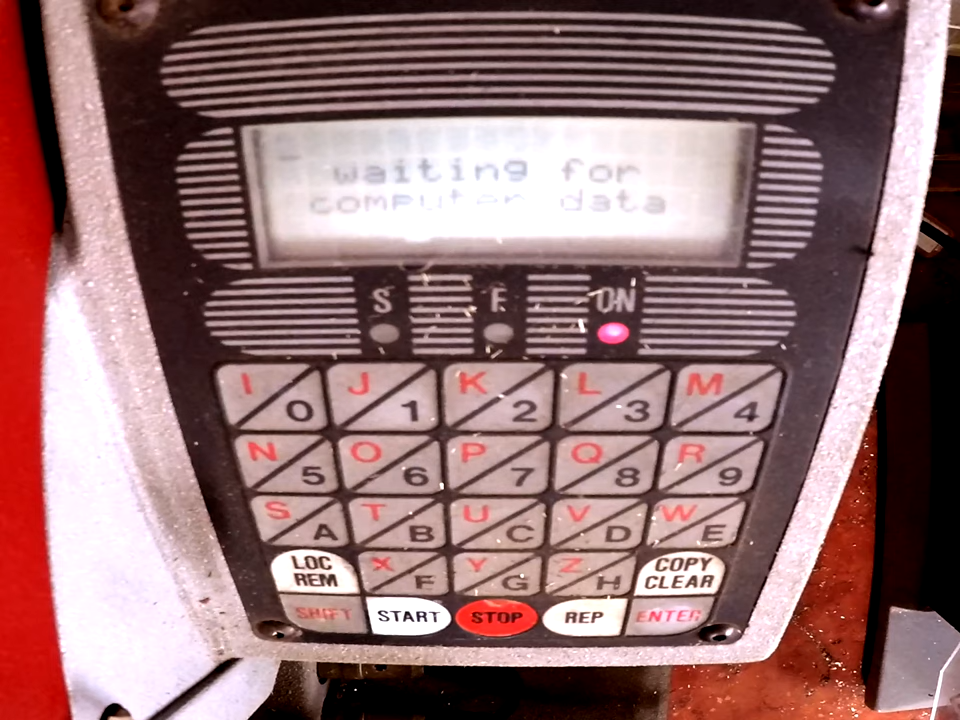 waiting for
computer data
S F ON
I 0 J 1 K 2 L 3 M 4
N 5 O 6 P 7 Q 8 R 9
S A T B U C V D W E
LOC REM X F Y G Z H COPY CLEAR
SHIFT START STOP REP ENTER